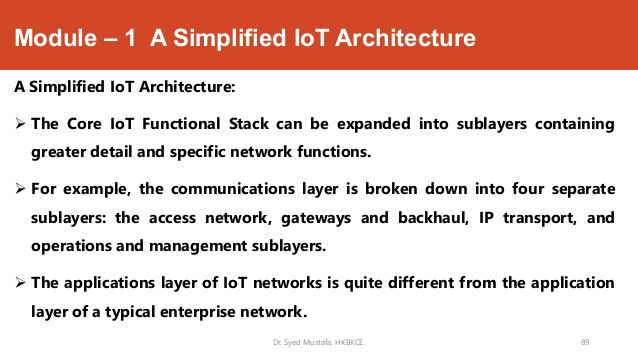 Module – 1  A Simplified IoT Architecture
A Simplified IoT Architecture:
➢ The Core IoT Functional Stack can be expanded into sublayers containing
greater detail and specific network functions.
➢ For example, the communications layer is broken down into four separate
sublayers: the access network, gateways and backhaul, IP transport, and
operations and management sublayers.
➢ The applications layer of IoT networks is quite different from the application
layer of a typical enterprise network.
Dr. Syed Mustafa, HKBKCE. 89